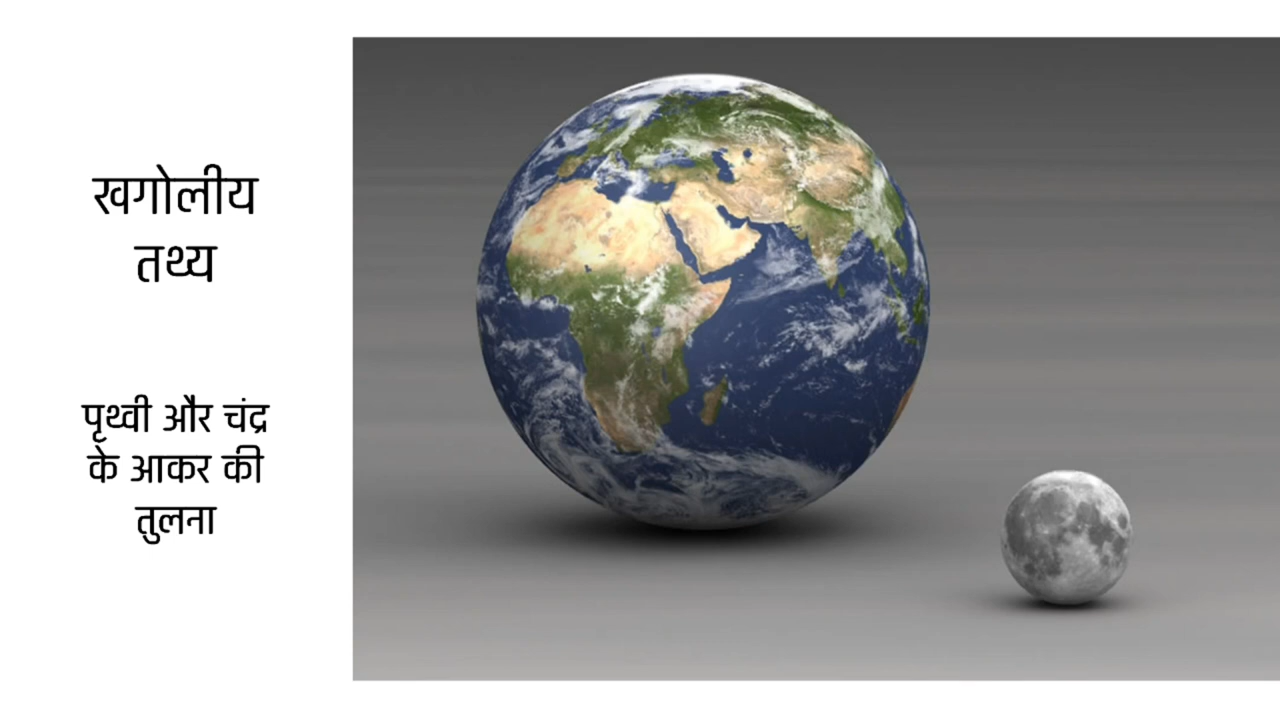 खगोलीय
तथ्य
पृथ्वी और चंद्र
के आकर की
तुलना